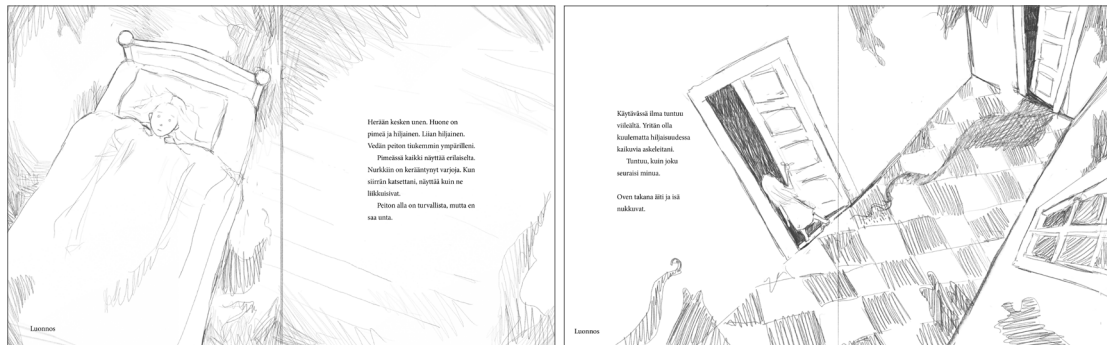 Herään kesken unen. Huone on
pimeä ja hiljainen. Liian hiljainen.
Vedän peiton tiukemmin ympärilleni.
Pimeässä kaikki näyttää erilaiselta.
Nurkkiin on kerääntynyt varjoja. Kun
siirrän katsettani, näyttää kuin ne
liikkuisivat.
Peiton alla on turvallista, mutta en
saa unta.
Luonnos
Käytävässä ilma tuntuu
viileältä. Yritän olla
kuulematta hiljaisuudessa
kaikuvia askeleitani.
Tuntuu, kuin joku
seuraisi minua.
Oven takana äiti ja isä
nukkuvat.
Luonnos